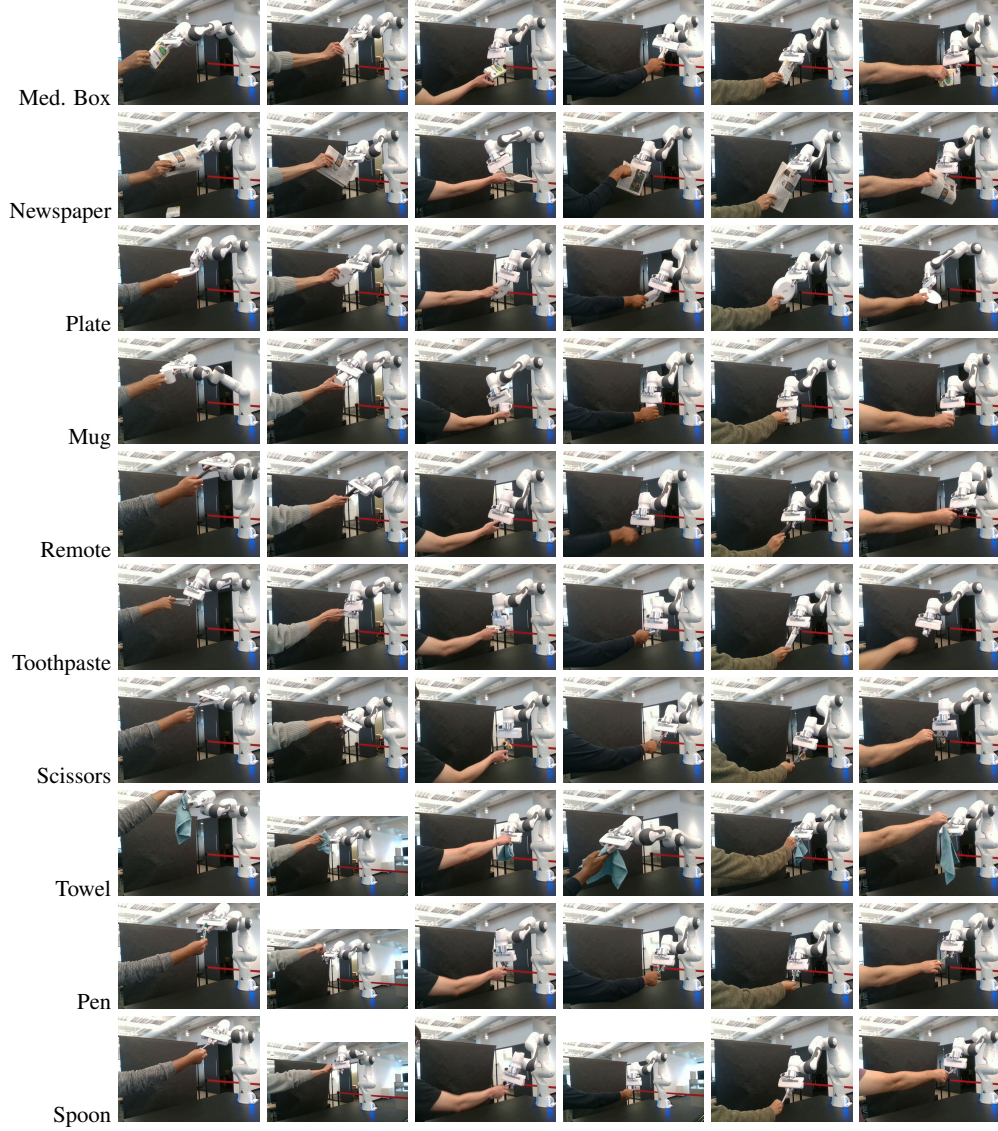 Med. Box
Newspaper
Plate
Mug
Remote
Toothpaste
Scissors
Towel
Pen
Spoon